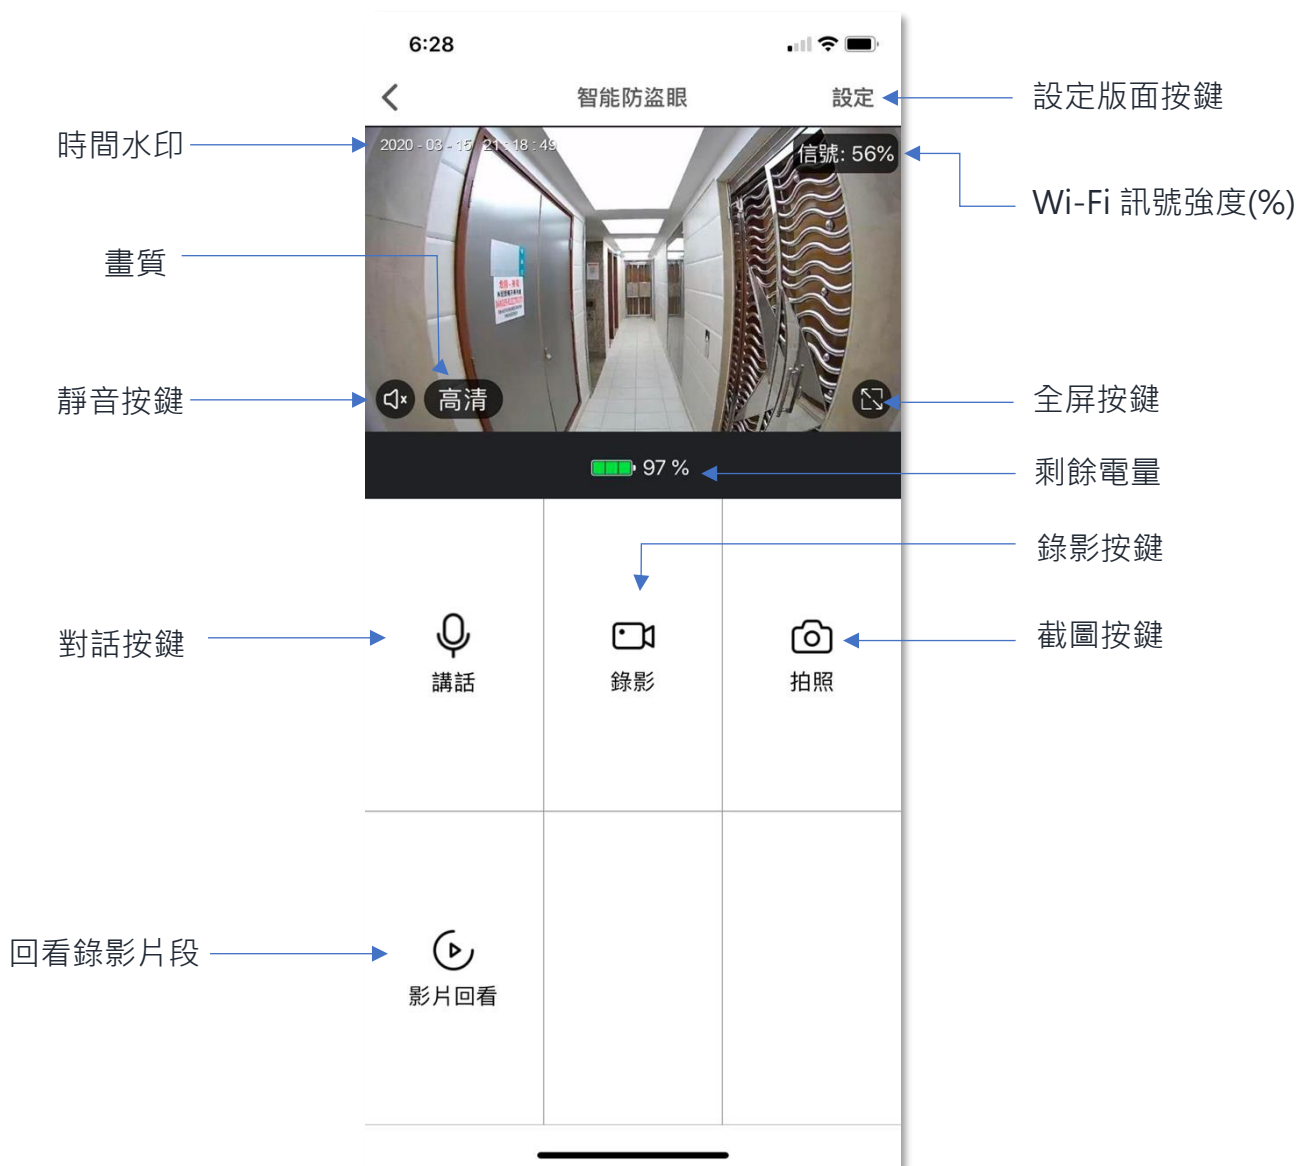 6:28
智能防盜眼
設定
設定版面按鍵
時間水印
2020 - 03 - 15 21 : 18 : 49
信號: 56%
Wi-Fi 訊號強度(%)
畫質
靜音按鍵
高清
全屏按鍵
97 %
剩餘電量
錄影按鍵
對話按鍵
截圖按鍵
講話
錄影
拍照
回看錄影片段
影片回看